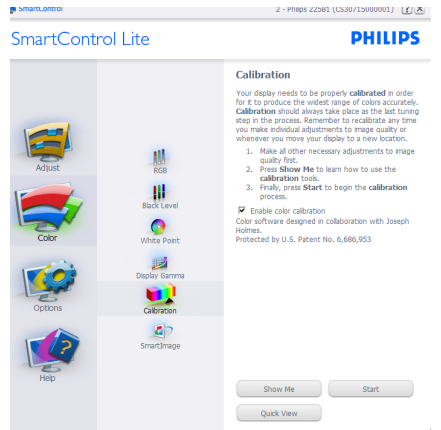 SmartControl
2 - Philips 225B1 (CS30715000001)
SmartControl Lite
PHILIPS
Adjust
Color
Options
Help
RGB
Black Level
White Point
Display Gamma
Calibration
SmartImage
Calibration
Your display needs to be properly calibrated in order
for it to produce the widest range of colors accurately.
Calibration should always take place as the last tuning
step in the process. Remember to recalibrate any time
you make individual adjustments to image quality or
whenever you move your display to a new location.
1. Make all other necessary adjustments to image
quality first.
2. Press Show Me to learn how to use the
calibration tools.
3. Finally, press Start to begin the calibration
process.
Enable color calibration
Color software designed in collaboration with Joseph
Holmes.
Protected by U.S. Patent No. 6,686,953
Show Me
Start
Quick View